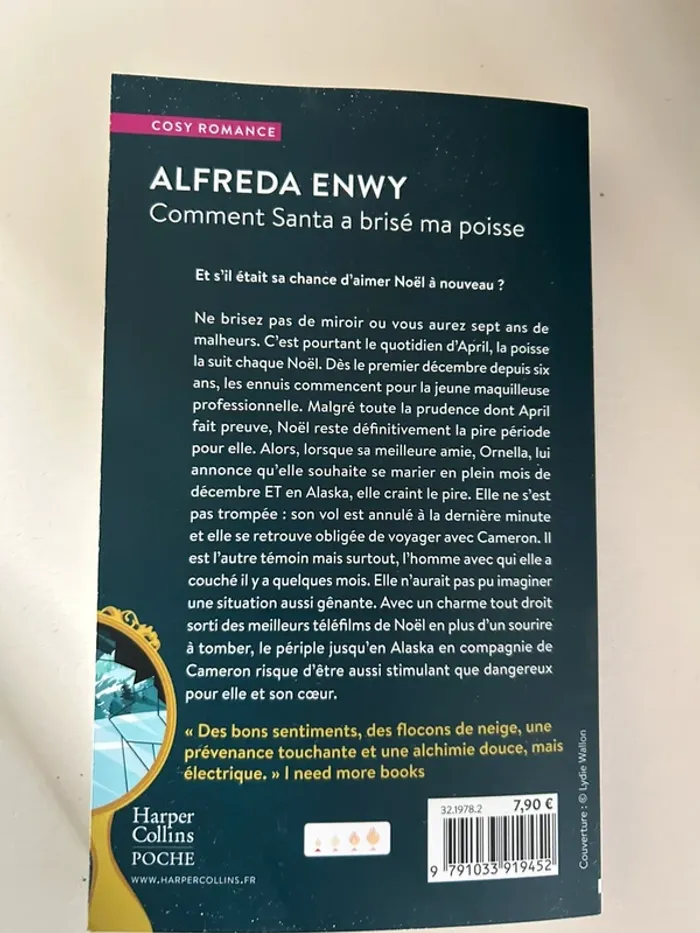 COSY ROMANCE
ALFREDA ENWY
Comment Santa a brisé ma poisse
Et s'il était sa chance d'aimer Noël à nouveau ?
Ne brisez pas de miroir ou vous aurez sept ans de
malheurs. C'est pourtant le quotidien d'April, la poisse
la suit chaque Noël. Dès le premier décembre depuis six
ans, les ennuis commencent pour la jeune maquilleuse
professionnelle. Malgré toute la prudence dont April
fait preuve, Noël reste définitivement la pire période
pour elle. Alors, lorsque sa meilleure amie, Ornella, lui
annonce qu'elle souhaite se marier en plein mois de
décembre ET en Alaska, elle craint le pire. Elle ne s'est
pas trompée : son vol est annulé à la dernière minute
et elle se retrouve obligée de voyager avec Cameron. Il
est l'autre témoin mais surtout, l'homme avec qui elle a
couché il y a quelques mois. Elle n'aurait pas pu imaginer
une situation aussi gênante. Avec un charme tout droit
sorti des meilleurs téléfilms de Noël en plus d'un sourire
à tomber, le périple jusqu'en Alaska en compagnie de
Cameron risque d'être aussi stimulant que dangereux
pour elle et son cœur.
« Des bons sentiments, des flocons de neige, une
prévenance touchante et une alchimie douce, mais
électrique. » I need more books
Harper
Collins
POCHE
WWW.HARPERCOLLINS.FR
32.1978.2
7,90 €
9 791033 919452
Couverture : © Lydie Wallon